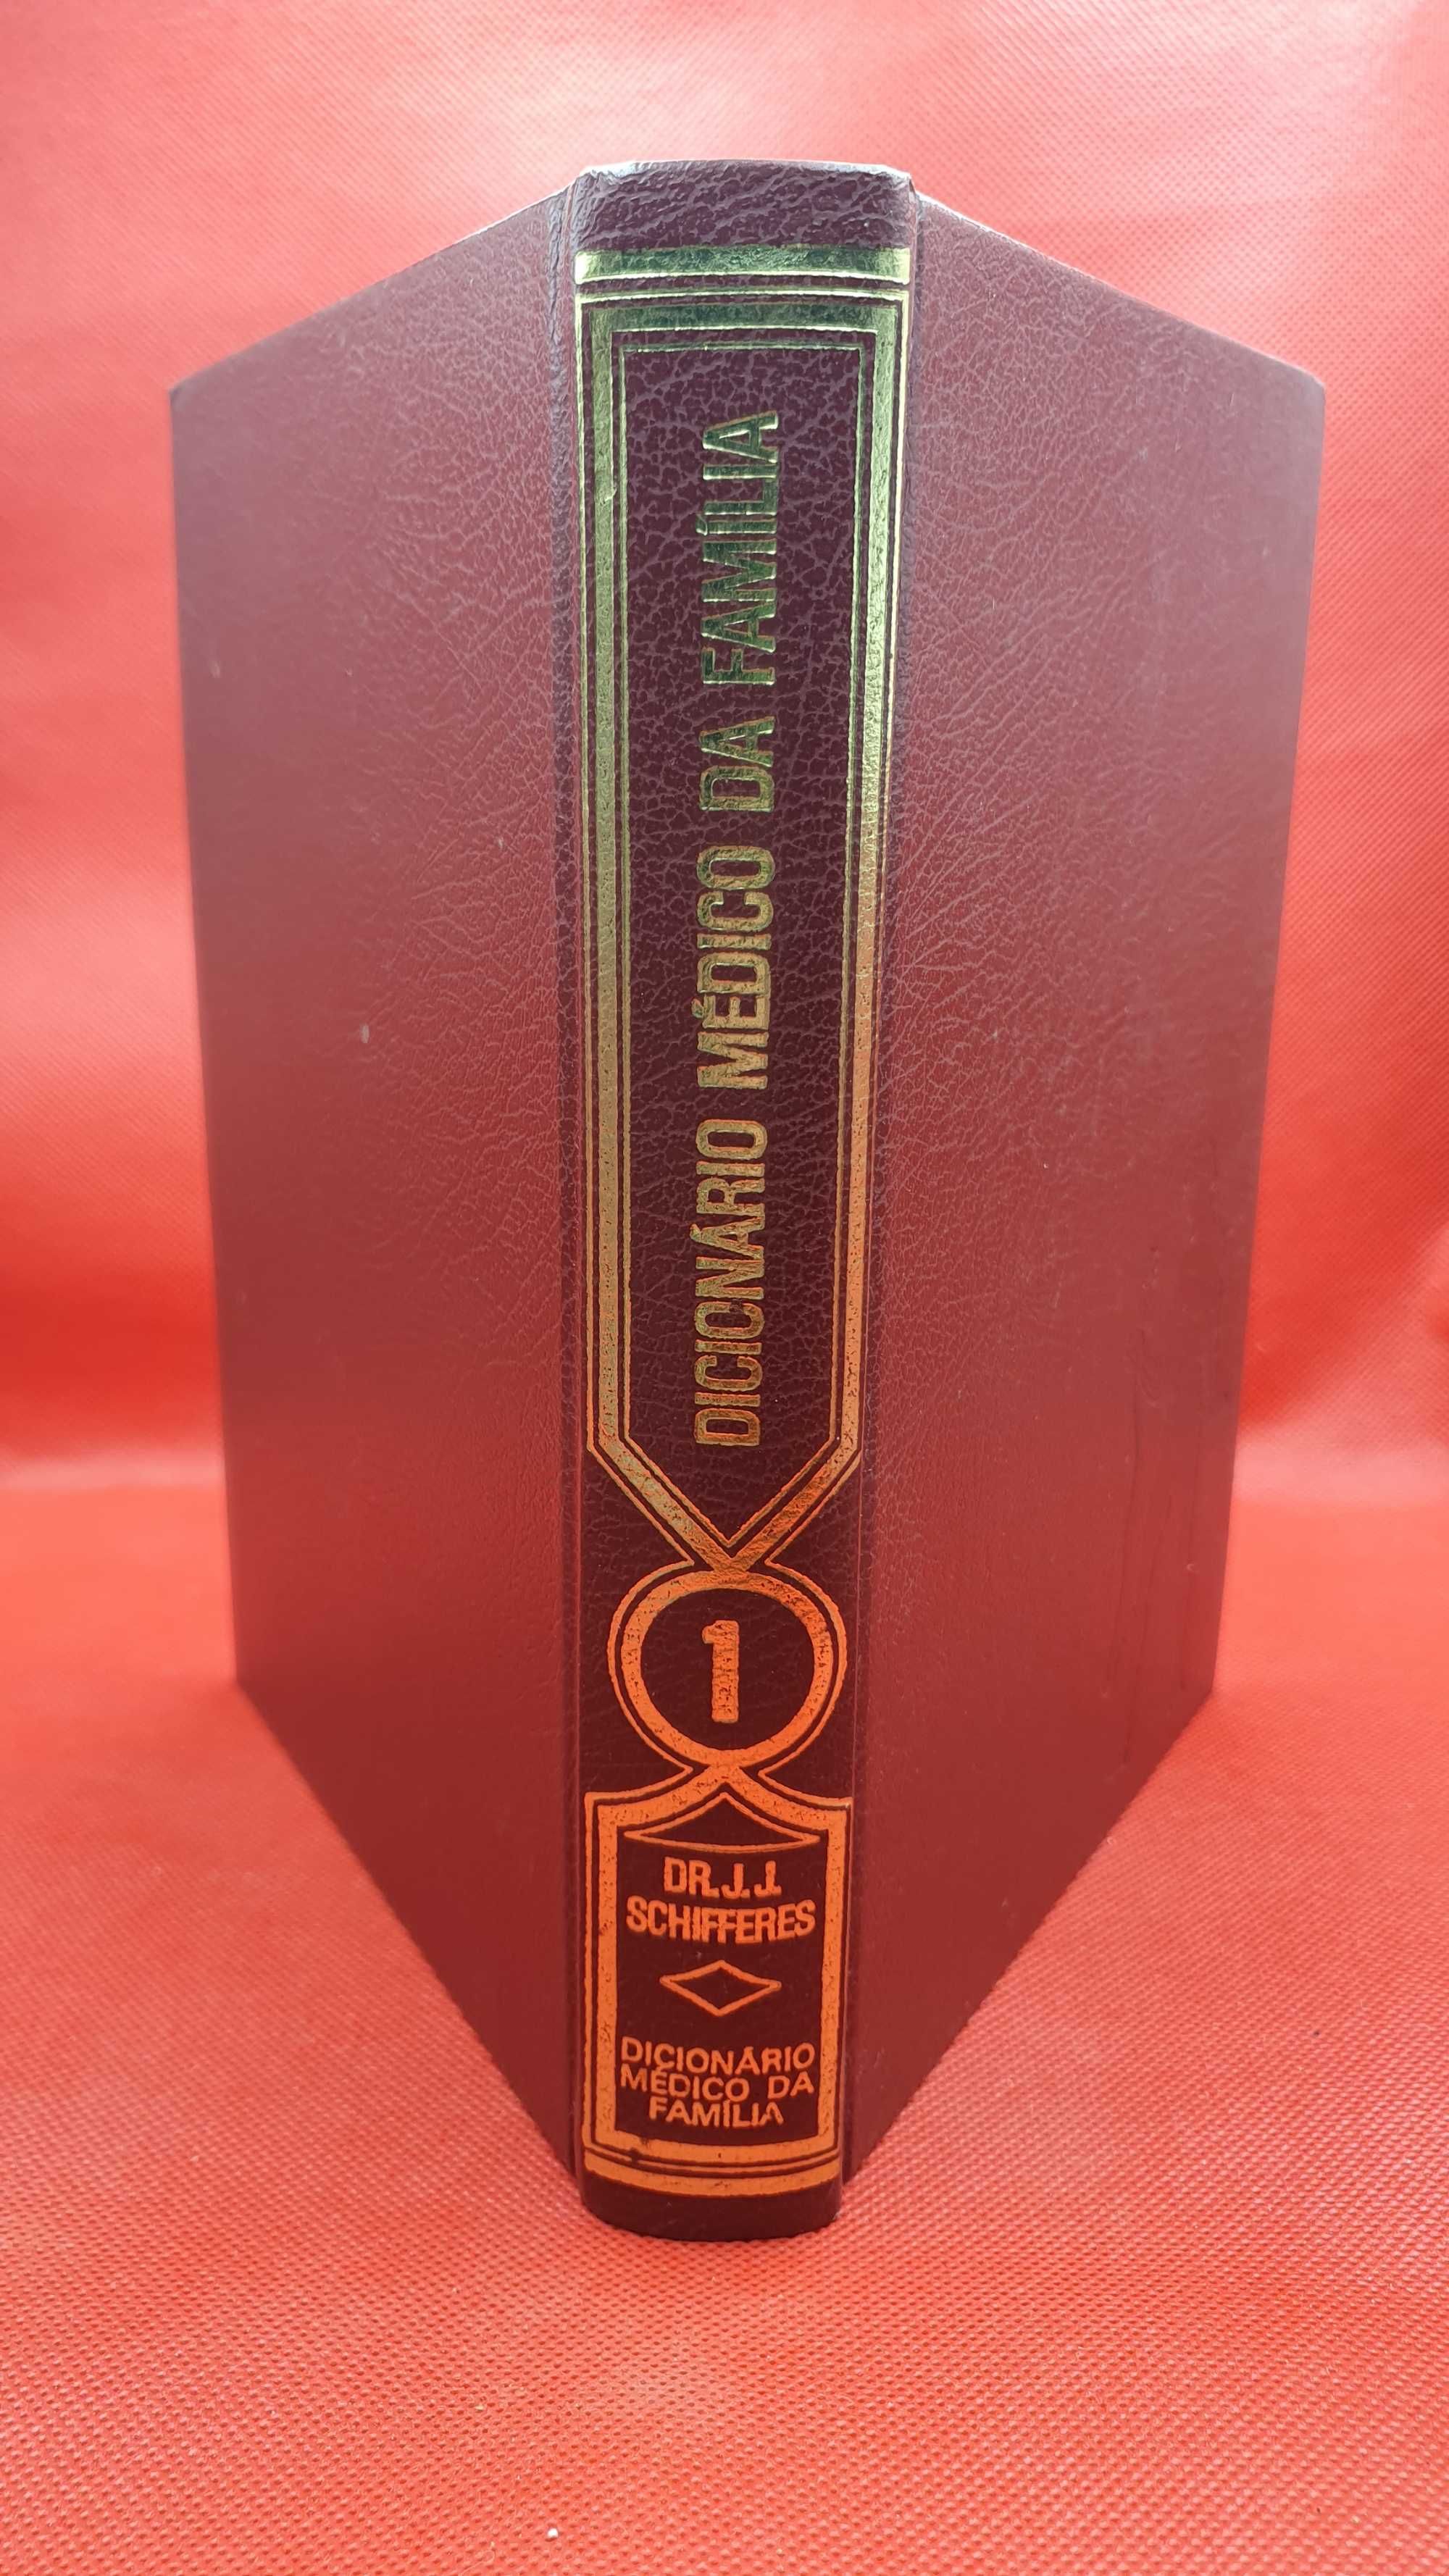 DICIONÁRIO MÉDICO DA FAMÍLIA
1
DR. J. J.
SCHIFFERES
DICIONÁRIO
MÉDICO DA
FAMÍLIA